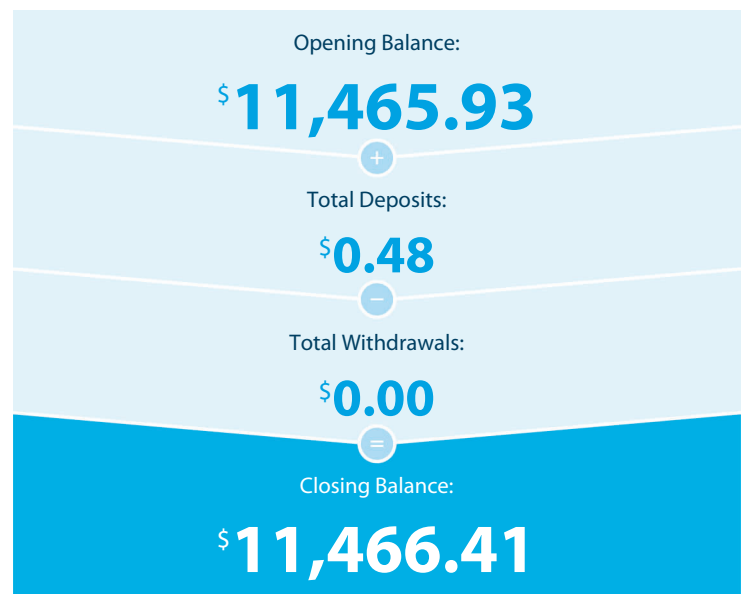 Opening Balance:
$11,465.93
+
Total Deposits:
$0.48
−
Total Withdrawals:
$0.00
=
Closing Balance:
$11,466.41